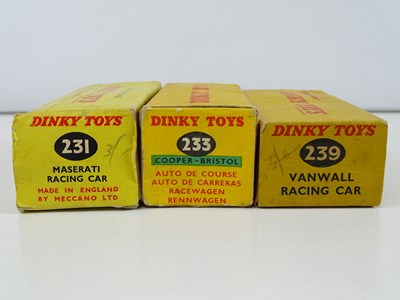 DINKY TOYS
231
MASERATI
RACING CAR
MADE IN ENGLAND
BY MECCANO LTD
DINKY TOYS
233
COOPER-BRISTOL
AUTO DE COURSE
AUTO DE CARRERAS
RACEWAGEN
RENNWAGEN
DINKY TOYS
239
VANWALL
RACING CAR